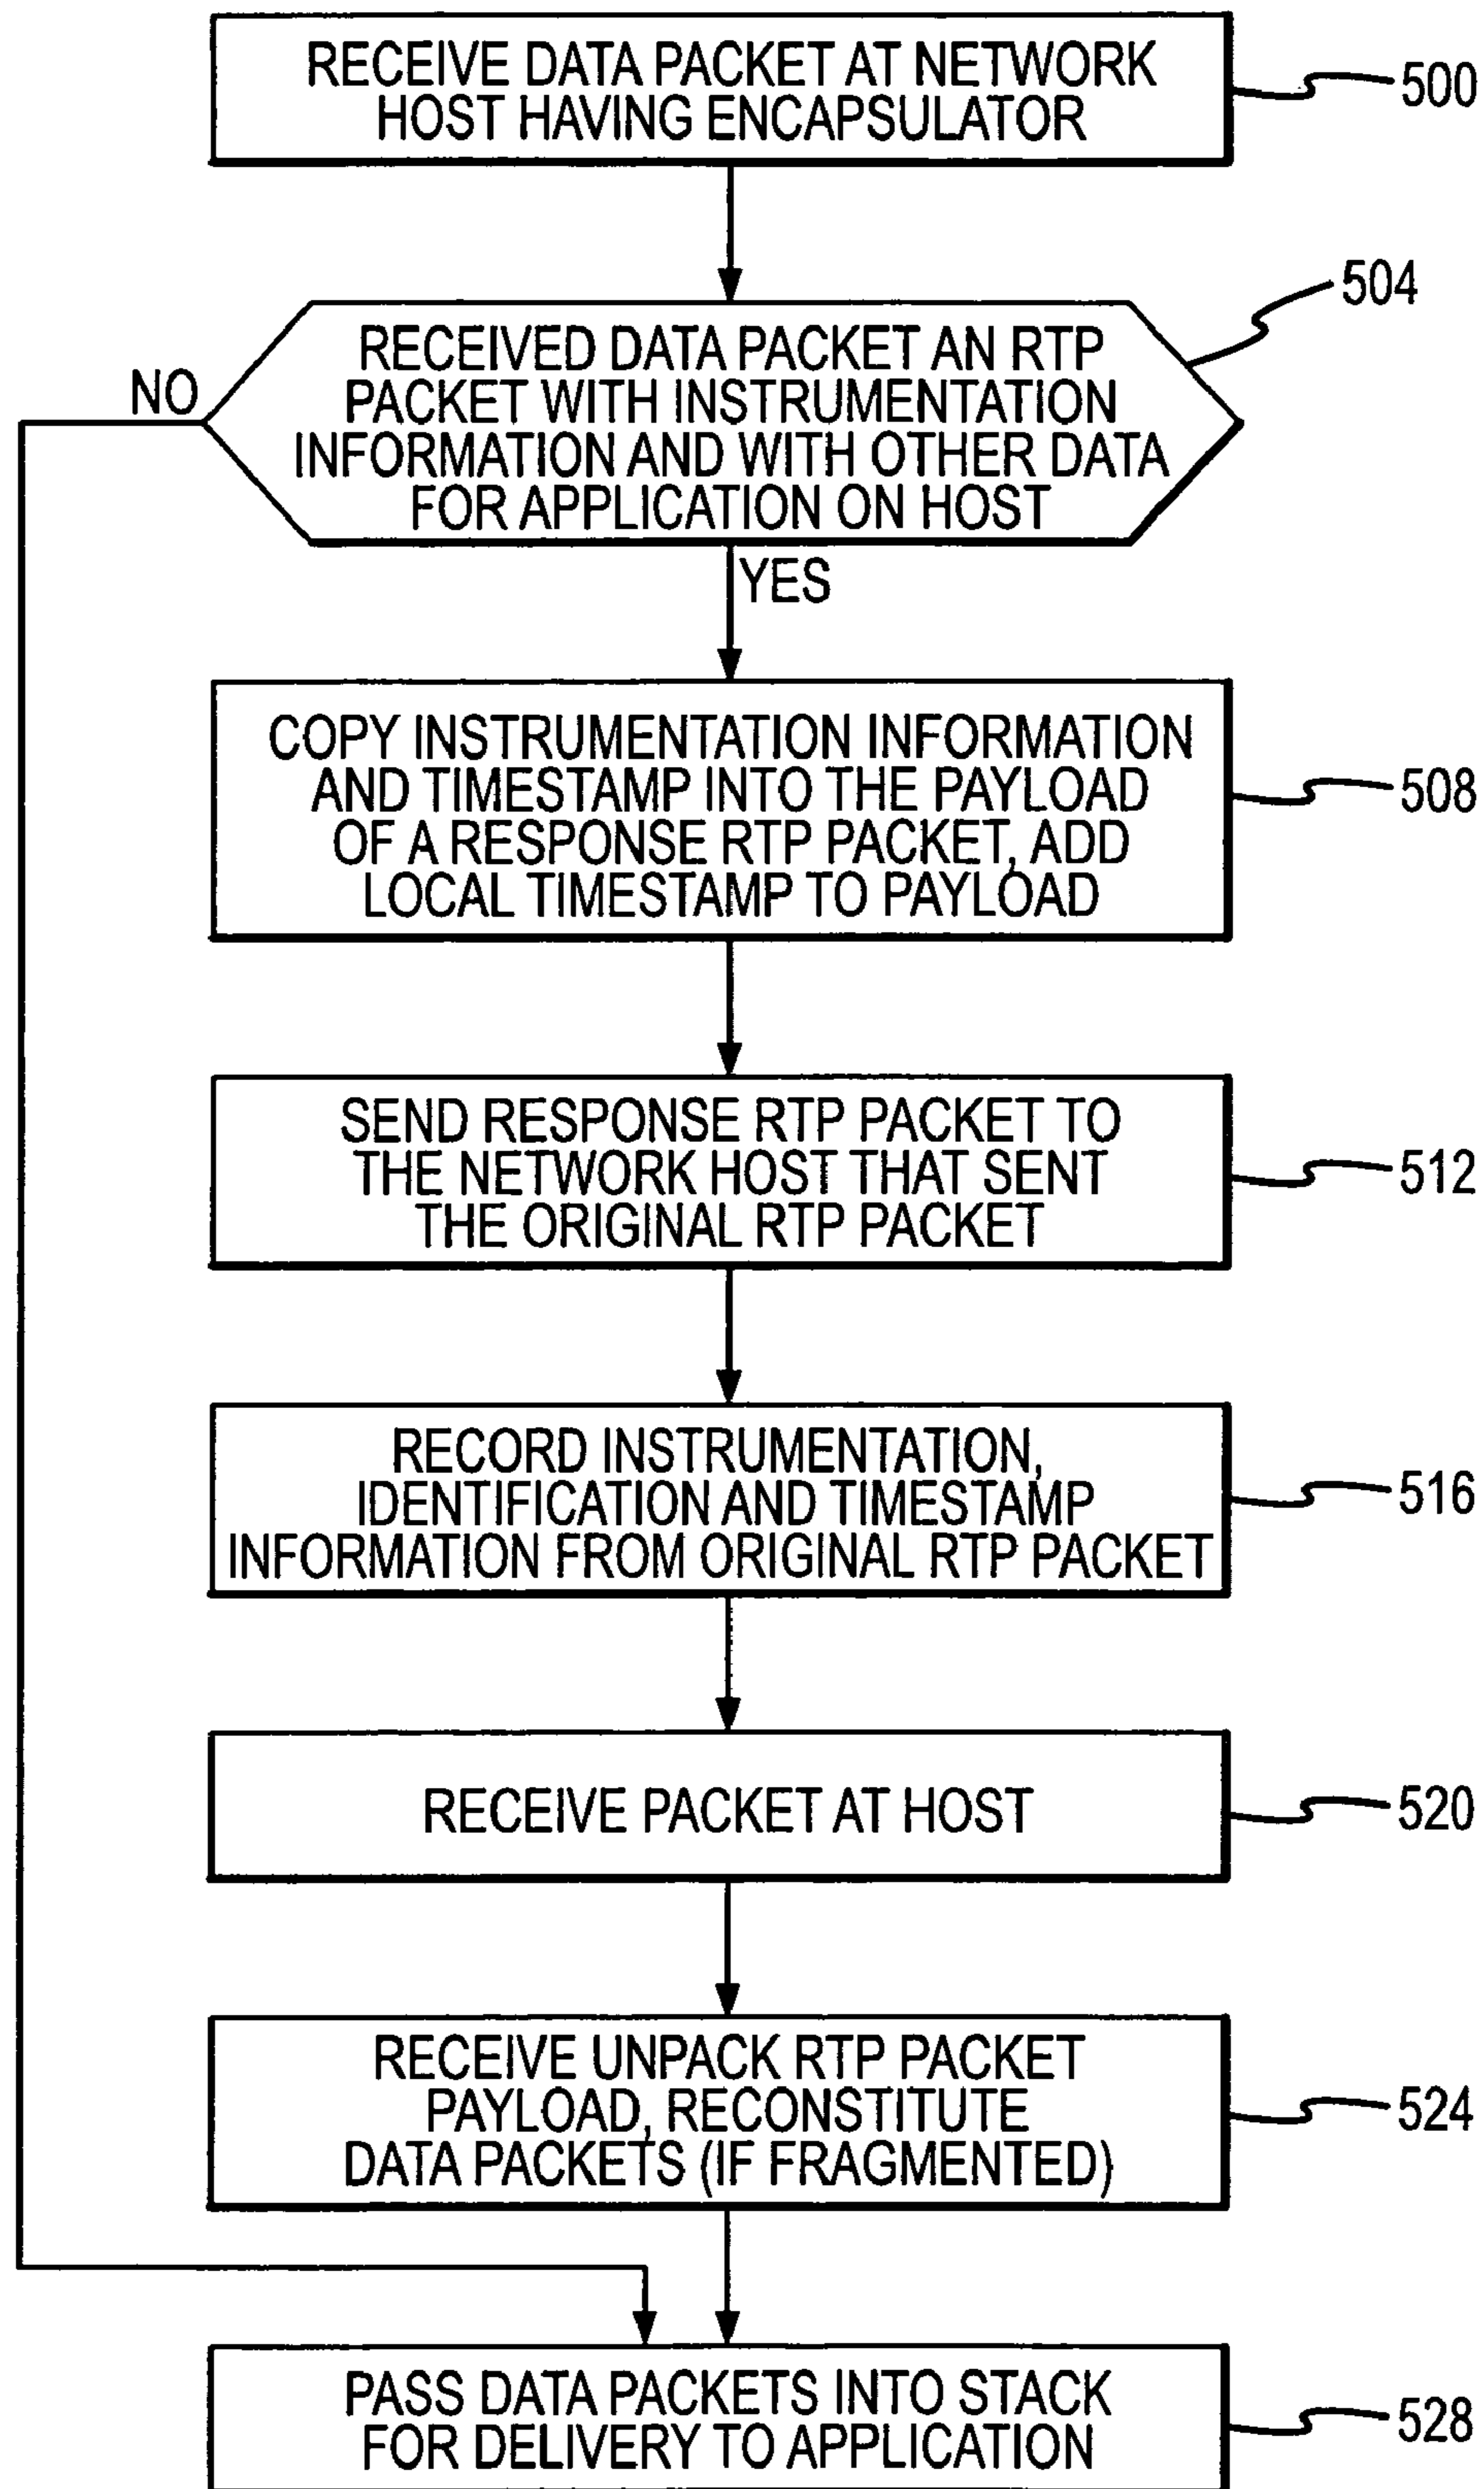 RECEIVE DATA PACKET AT NETWORK
HOST HAVING ENCAPSULATOR
500
504
RECEIVED DATA PACKET AN RTP
PACKET WITH INSTRUMENTATION
INFORMATION AND WITH OTHER DATA
FOR APPLICATION ON HOST
NO
YES
COPY INSTRUMENTATION INFORMATION
AND TIMESTAMP INTO THE PAYLOAD
OF A RESPONSE RTP PACKET, ADD
LOCAL TIMESTAMP TO PAYLOAD
508
SEND RESPONSE RTP PACKET TO
THE NETWORK HOST THAT SENT
THE ORIGINAL RTP PACKET
512
RECORD INSTRUMENTATION,
IDENTIFICATION AND TIMESTAMP
INFORMATION FROM ORIGINAL RTP PACKET
516
RECEIVE PACKET AT HOST
520
RECEIVE UNPACK RTP PACKET
PAYLOAD, RECONSTITUTE
DATA PACKETS (IF FRAGMENTED)
524
PASS DATA PACKETS INTO STACK
FOR DELIVERY TO APPLICATION
528